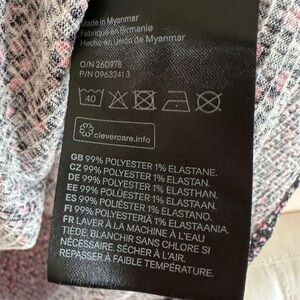 Made in Myanmar
Fabriqué en Birmanie
Hecho en Unión de Myanmar
O/N 260978
P/N 09632413
40
clevercare.info
GB 99% POLYESTER 1% ELASTANE.
CZ 99% POLYESTER 1% ELASTAN.
DE 99% POLYESTER 1% ELASTHAN.
EE 99% POLÜESTER 1% ELASTAAN.
ES 99% POLIÉSTER 1% ELASTANO.
FI 99% POLYESTERIÄ 1% ELASTAANIA.
FR LAVER À LA MACHINE À L'EAU
TIÈDE. BLANCHIR SANS CHLORE SI
NÉCESSAIRE. SÉCHER À L'AIR.
REPASSER À FAIBLE TEMPÉRATURE.